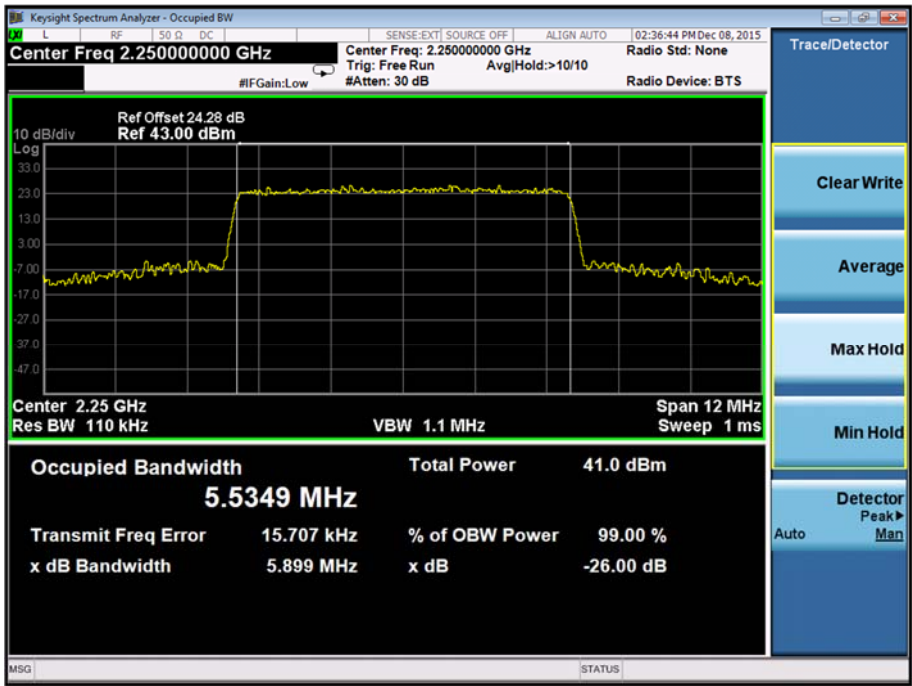 Keysight Spectrum Analyzer - Occupied BW
L RF 50 Ω DC SENSE:EXT SOURCE OFF ALIGN AUTO 02:36:44 PM Dec 08, 2015
Center Freq 2.250000000 GHz
Center Freq: 2.250000000 GHz Radio Std: None
Trig: Free Run Avg|Hold:>10/10
#IFGain:Low #Atten: 30 dB Radio Device: BTS
Ref Offset 24.28 dB
10 dB/div Ref 43.00 dBm
Log
33.0
23.0
13.0
3.00
-7.00
-17.0
-27.0
-37.0
-47.0
Center 2.25 GHz Span 12 MHz
Res BW 110 kHz VBW 1.1 MHz Sweep 1 ms
Occupied Bandwidth Total Power 41.0 dBm
5.5349 MHz
Transmit Freq Error 15.707 kHz % of OBW Power 99.00 %
x dB Bandwidth 5.899 MHz x dB -26.00 dB
MSG STATUS
Trace/Detector
Clear Write
Average
Max Hold
Min Hold
Detector
Peak▶
Auto Man